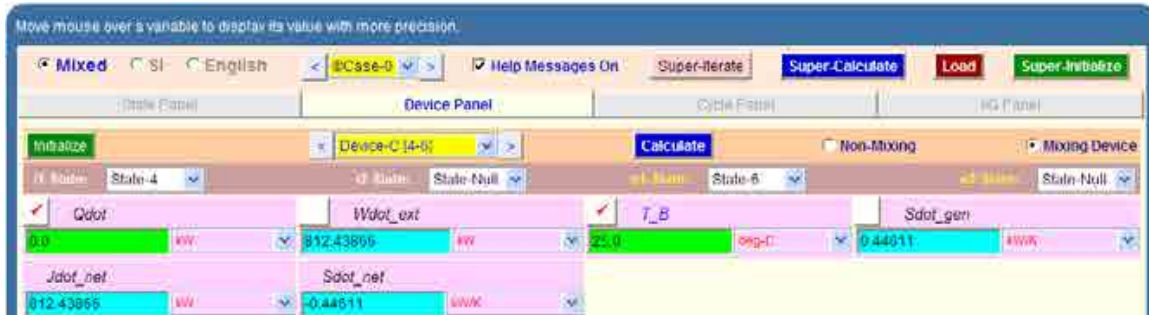 Move mouse over a variable to display its value with more precision.
Mixed SI English < ©Case-0 > Help Messages On Super-Iterate Super-Calculate Load Super-Initialize
State Panel Device Panel Cycle Panel I/O Panel
Initialize < Device-C [4-6] > Calculate Non-Mixing Mixing Device
State-4 State-Null State-6 State-Null
Qdot Wdot_ext T_B Sdot_gen
0.0 kW 812.43866 kW 25.0 deg-C 0.44611 kW/K
Jdot_net Sdot_net
812.43866 kW -0.44611 kW/K